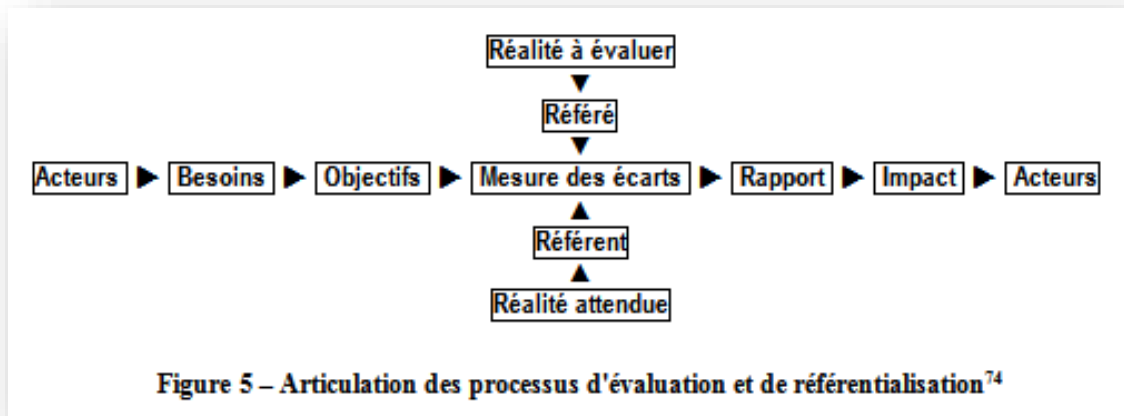 Réalité à évaluer
▼
Référé
▼
Acteurs ► Besoins ► Objectifs ► Mesure des écarts ► Rapport ► Impact ► Acteurs
▲
Référent
▲
Réalité attendue
Figure 5 – Articulation des processus d'évaluation et de référentialisation⁷⁴